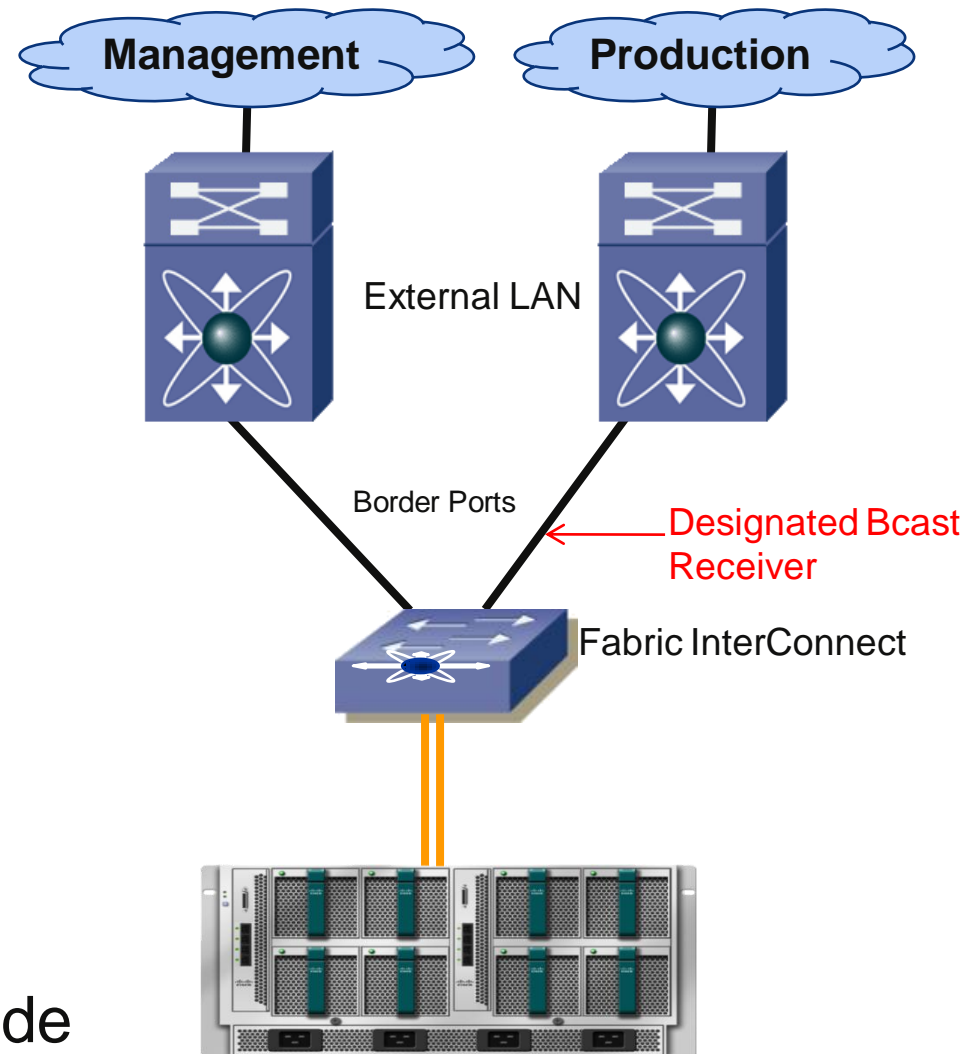 Management
Production
External LAN
Border Ports
Designated Bcast
Receiver
Fabric InterConnect
de